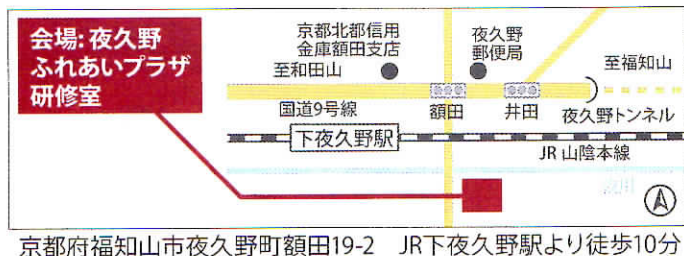 会場:夜久野
ふれあいプラザ
研修室
京都北都信用
金庫額田支店
夜久野
郵便局
至和田山
至福知山
国道9号線
額田
井田
夜久野トンネル
下夜久野駅
JR山陰本線
京都府福知山市夜久野町額田19-2 JR下夜久野駅より徒歩10分